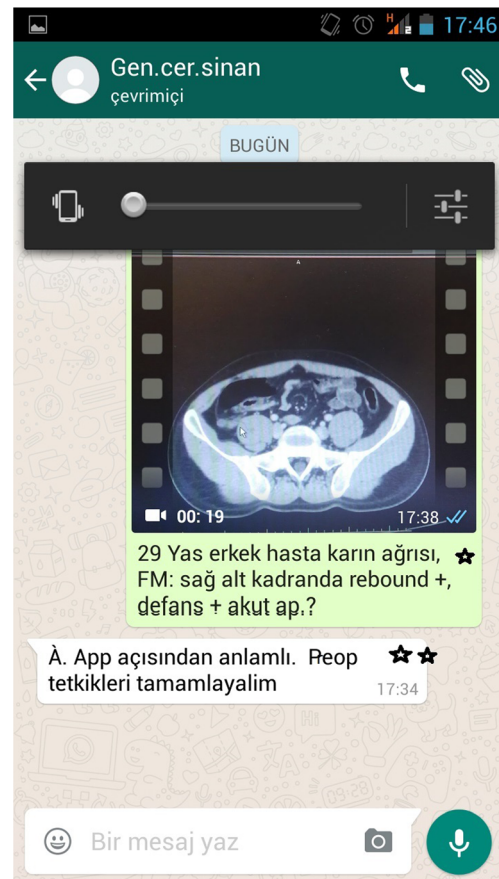 H
17:46
Gen.cer.sinan
çevrimiçi
BUGÜN
A
00:19
17:38
29 Yas erkek hasta karın ağrısı,
FM: sağ alt kadranda rebound +,
defans + akut ap.?
À. App açısından anlamlı. Preop
tetkikleri tamamlayalim
17:34
Bir mesaj yaz